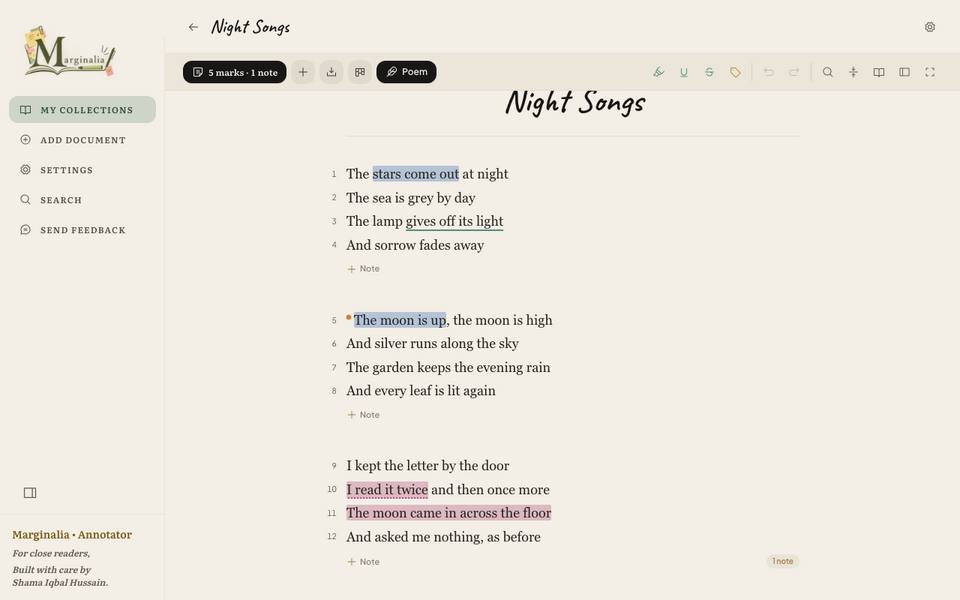 Marginalia
MY COLLECTIONS
ADD DOCUMENT
SETTINGS
SEARCH
SEND FEEDBACK
Marginalia • Annotator
For close readers,
Built with care by
Shama Iqbal Hussain.
Night Songs
5 marks · 1 note
Poem
Night Songs
1 The stars come out at night
2 The sea is grey by day
3 The lamp gives off its light
4 And sorrow fades away
+ Note
5 The moon is up, the moon is high
6 And silver runs along the sky
7 The garden keeps the evening rain
8 And every leaf is lit again
+ Note
9 I kept the letter by the door
10 I read it twice and then once more
11 The moon came in across the floor
12 And asked me nothing, as before
+ Note
1 note